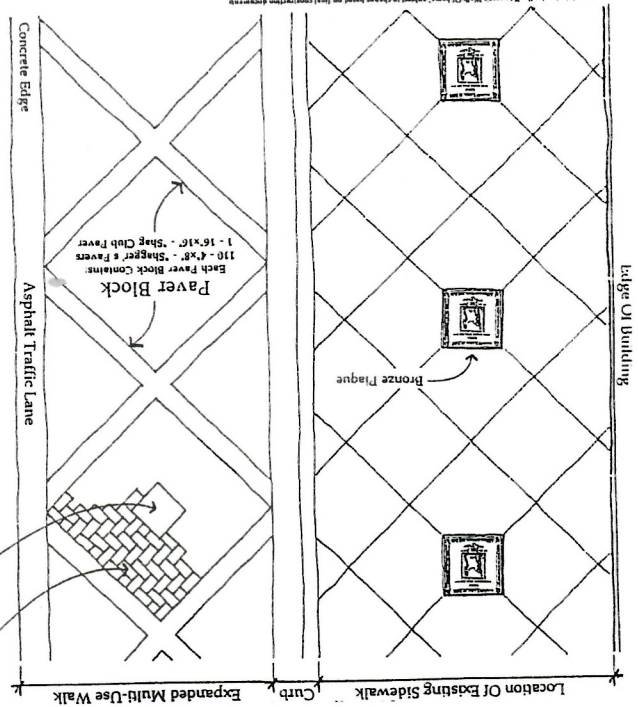 Location Of Existing Sidewalk
Curb
Expanded Multi-Use Walk
Bronze Plaque
Paver Block
Each Paver Block Contains:
110 - 4"x8" - "Shagger's Pavers
1 - 16"x16" - "Shag Club Paver
Edge Of Building
Concrete Edge
Asphalt Traffic Lane